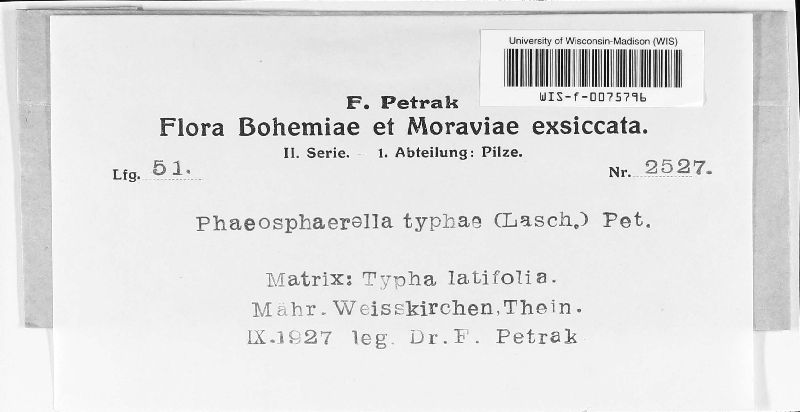 University of Wisconsin-Madison (WIS)
WIS-f-0075796
F. Petrak
Flora Bohemiae et Moraviae exsiccata.
II. Serie. - 1. Abteilung: Pilze.
Lfg. 51. Nr. 2527.
Phaeosphaerella typhae (Lasch.) Pet.
Matrix: Typha latifolia.
Mähr. Weisskirchen, Thein.
IX.1927 leg. Dr. F. Petrak